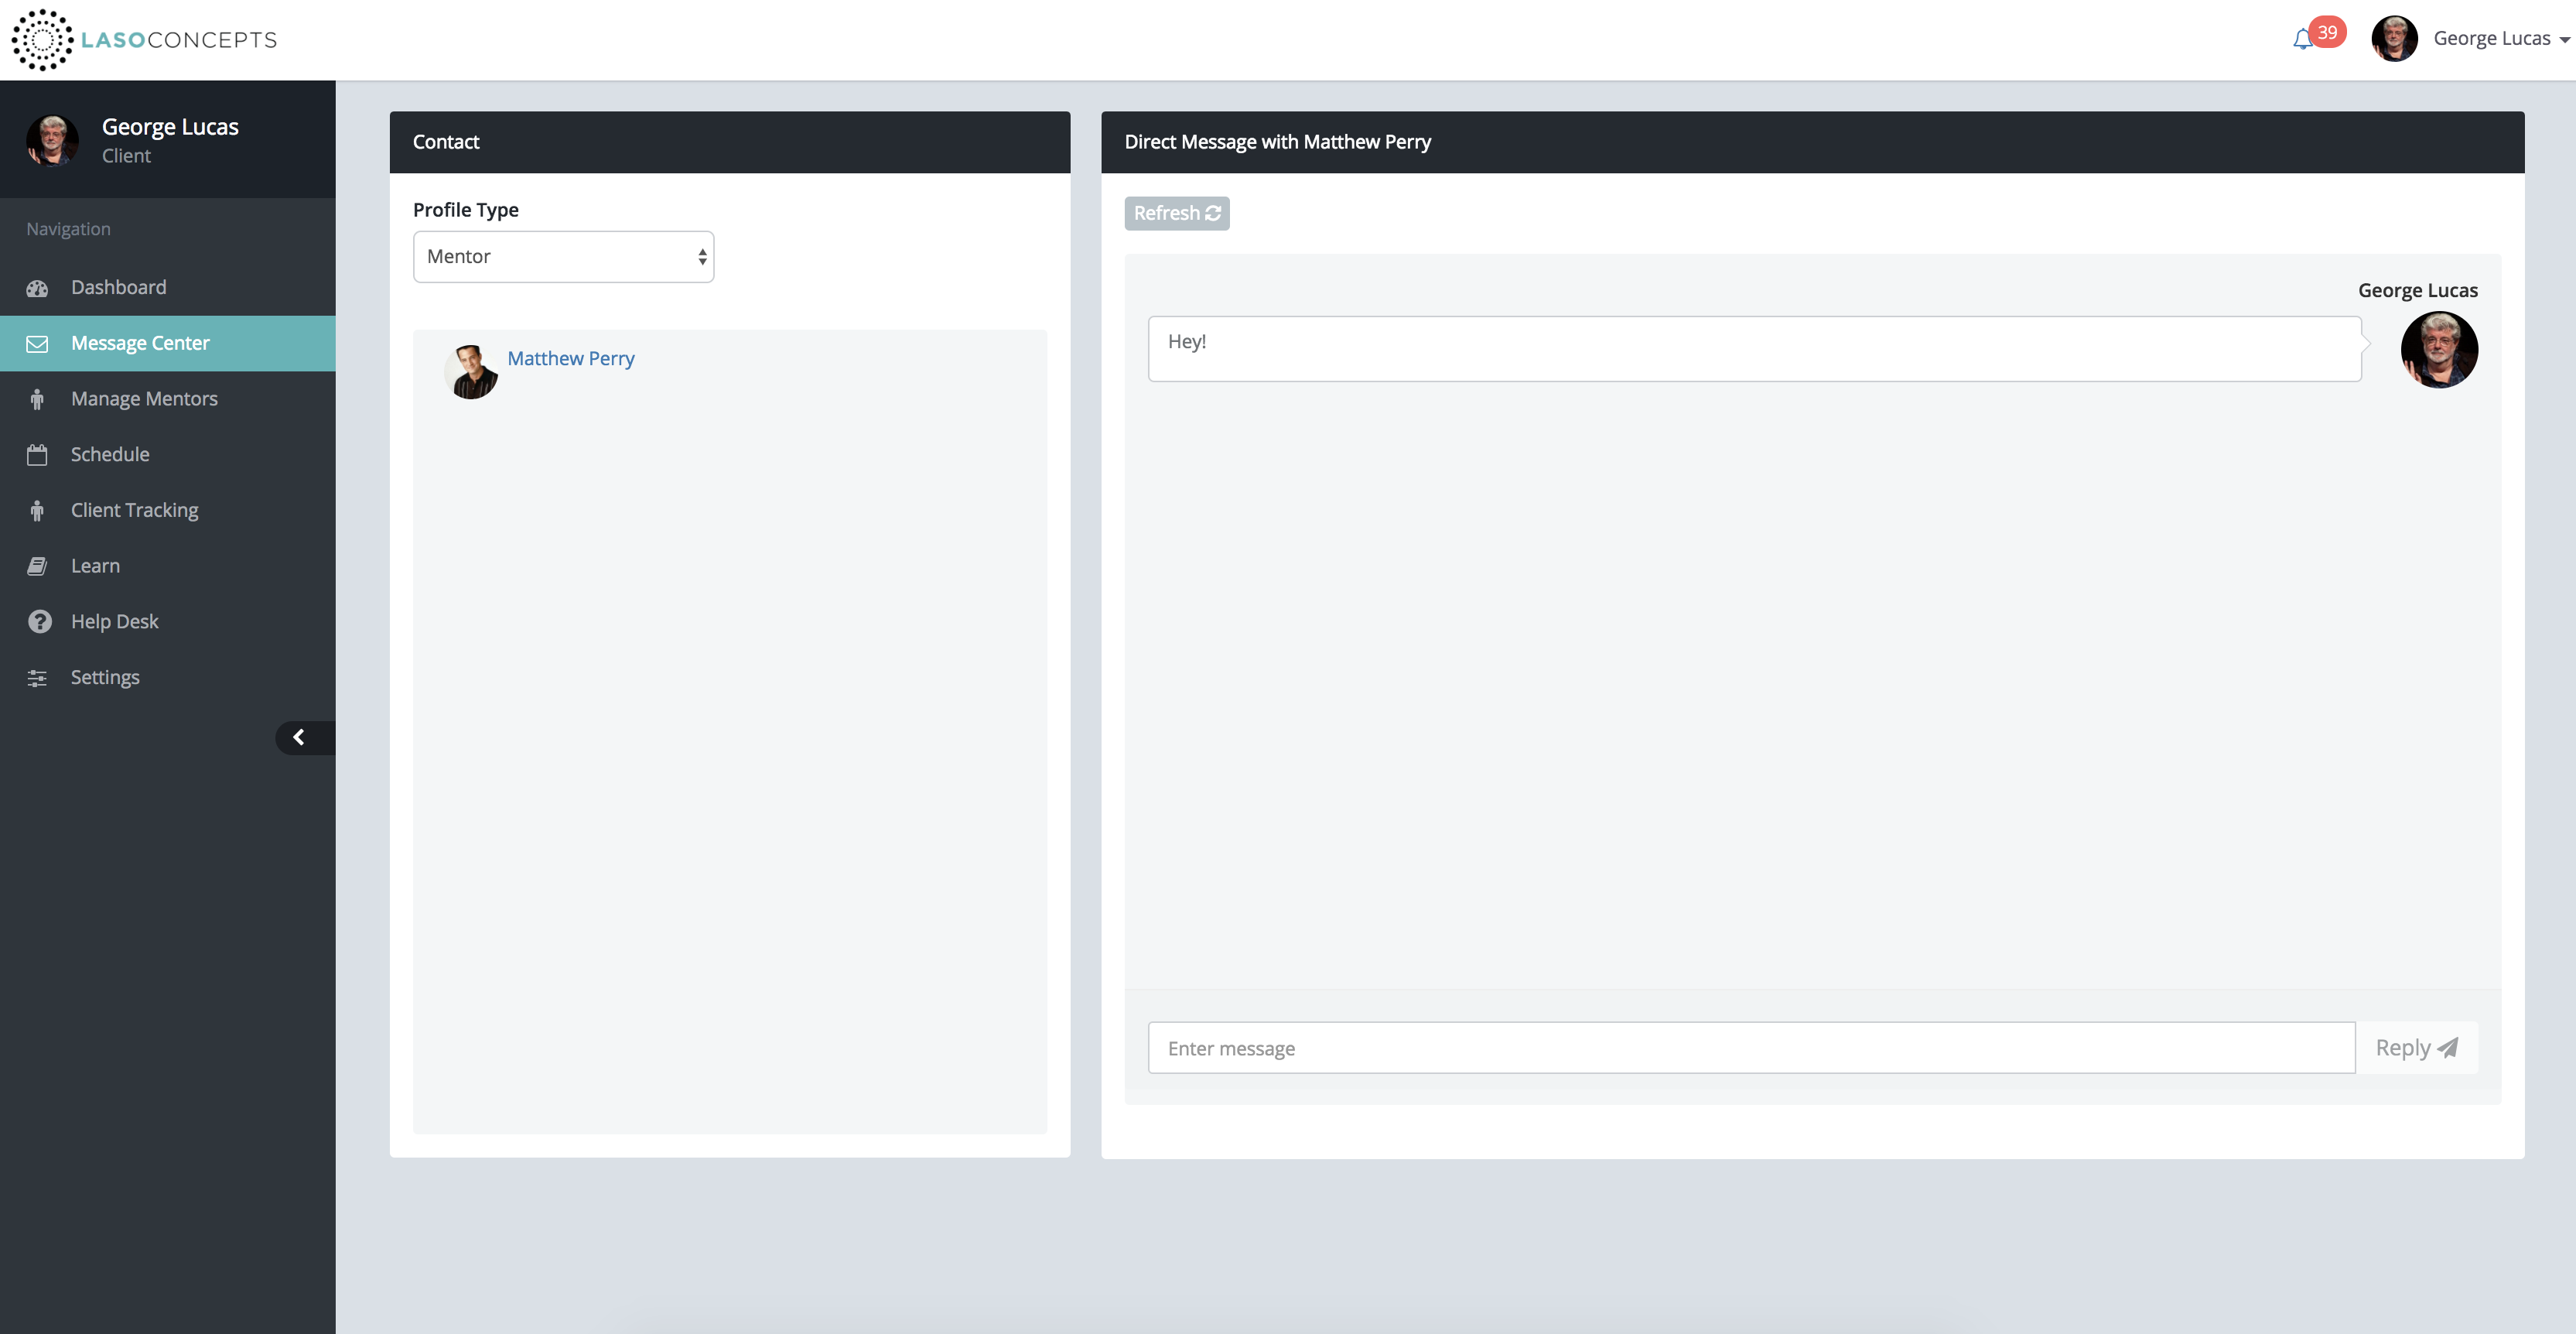 LASOCONCEPTS
39
George Lucas
George Lucas
Client
Navigation
Dashboard
Message Center
Manage Mentors
Schedule
Client Tracking
Learn
Help Desk
Settings
Contact
Profile Type
Mentor
Matthew Perry
Direct Message with Matthew Perry
Refresh
George Lucas
Hey!
Enter message
Reply